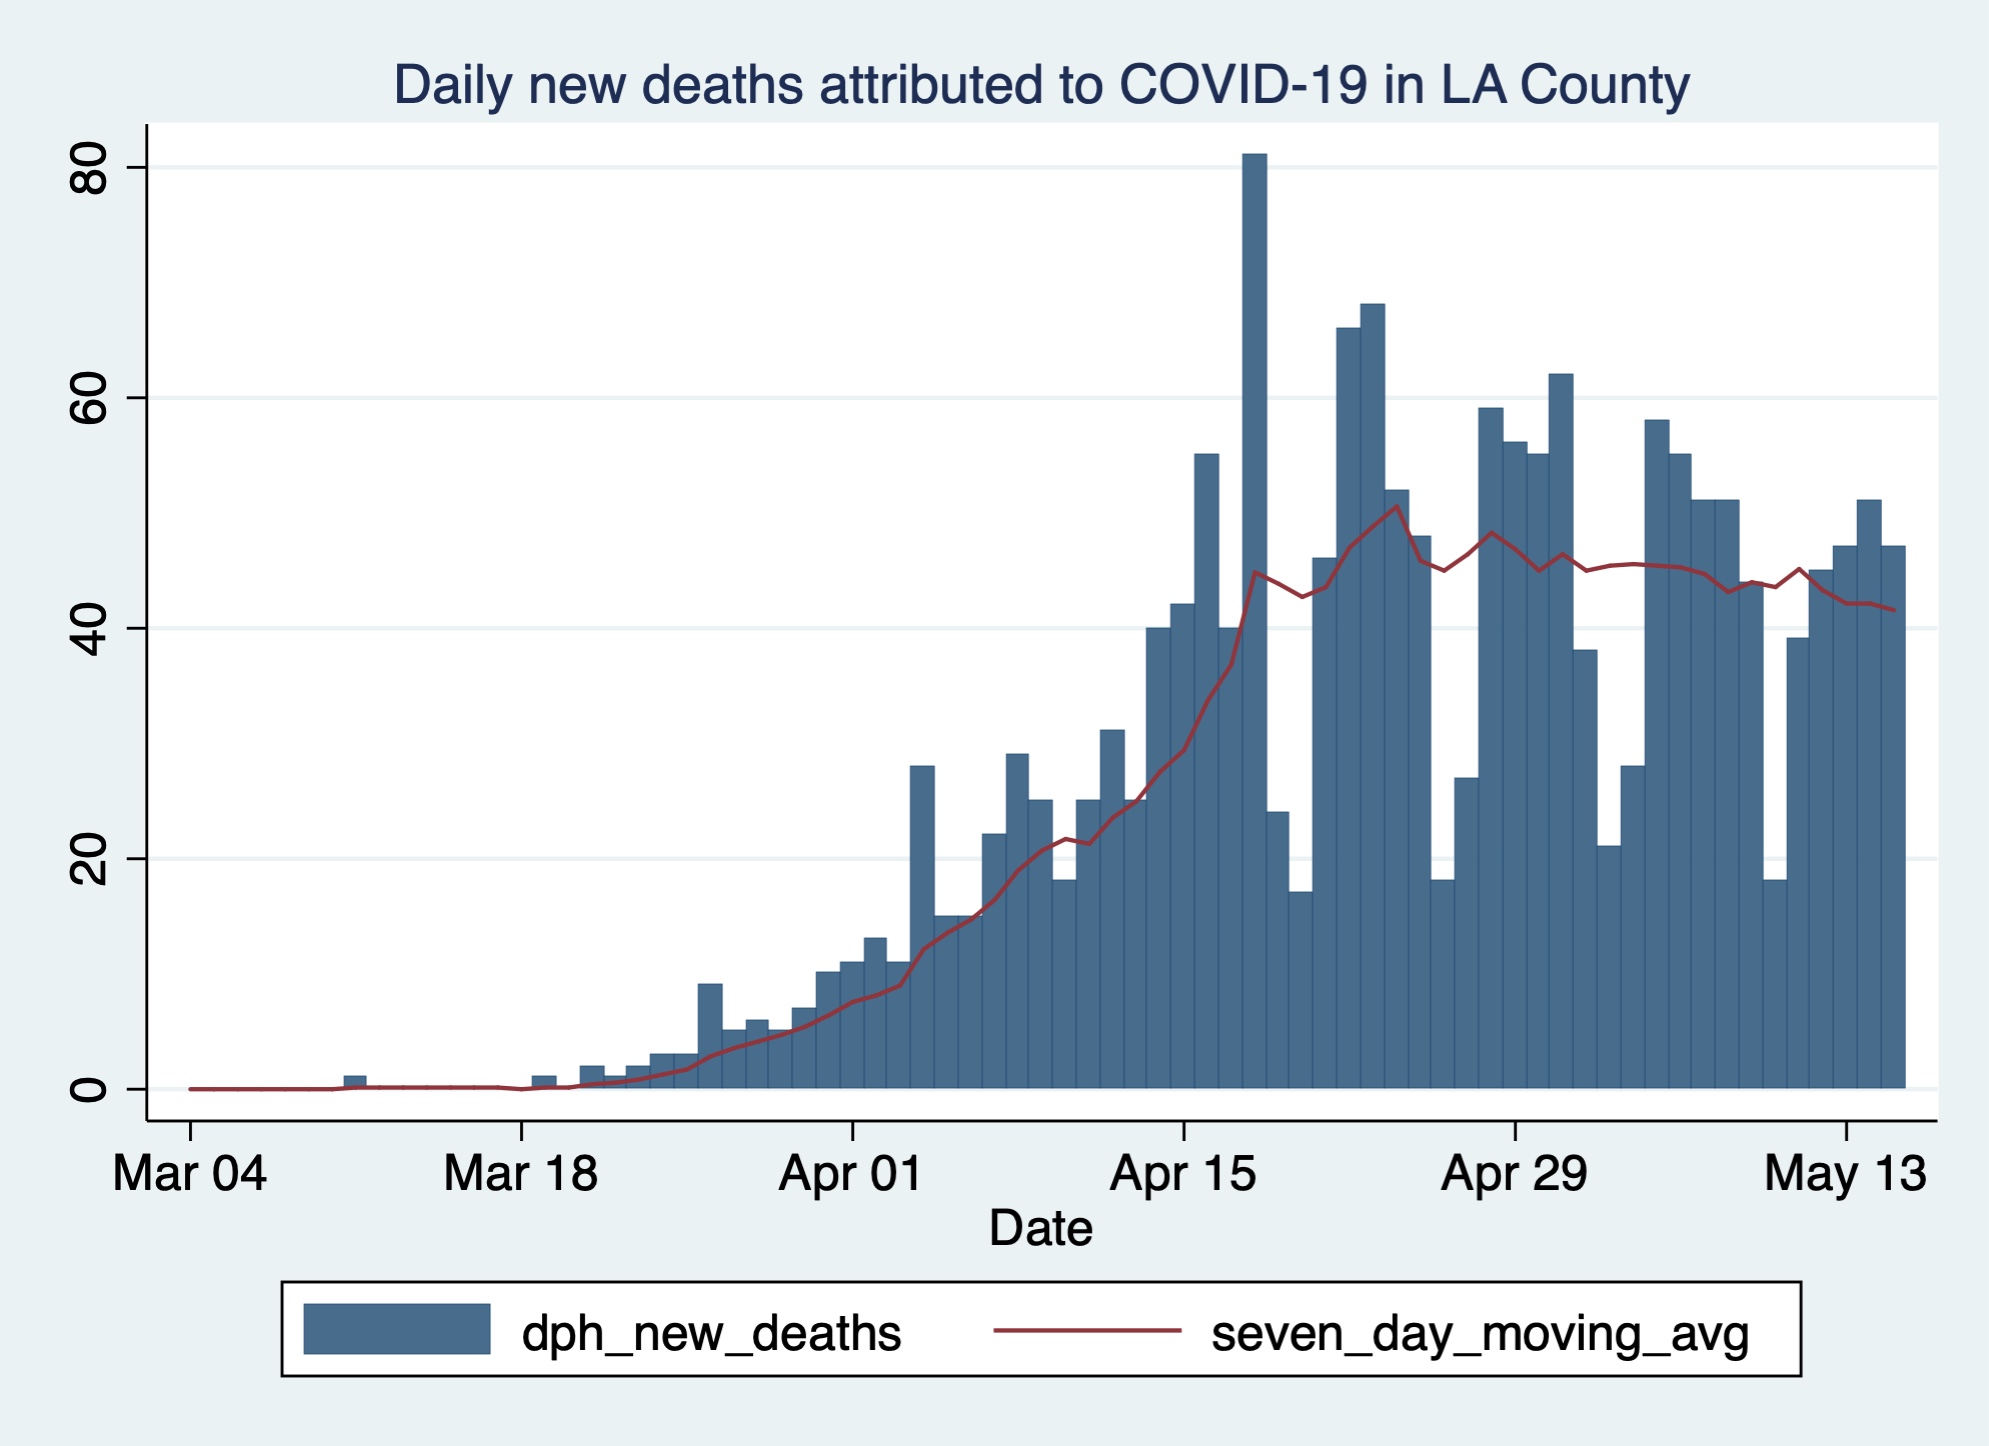 Daily new deaths attributed to COVID-19 in LA County
80
60
40
20
0
Mar 04 Mar 18 Apr 01 Apr 15 Apr 29 May 13
Date
dph_new_deaths seven_day_moving_avg